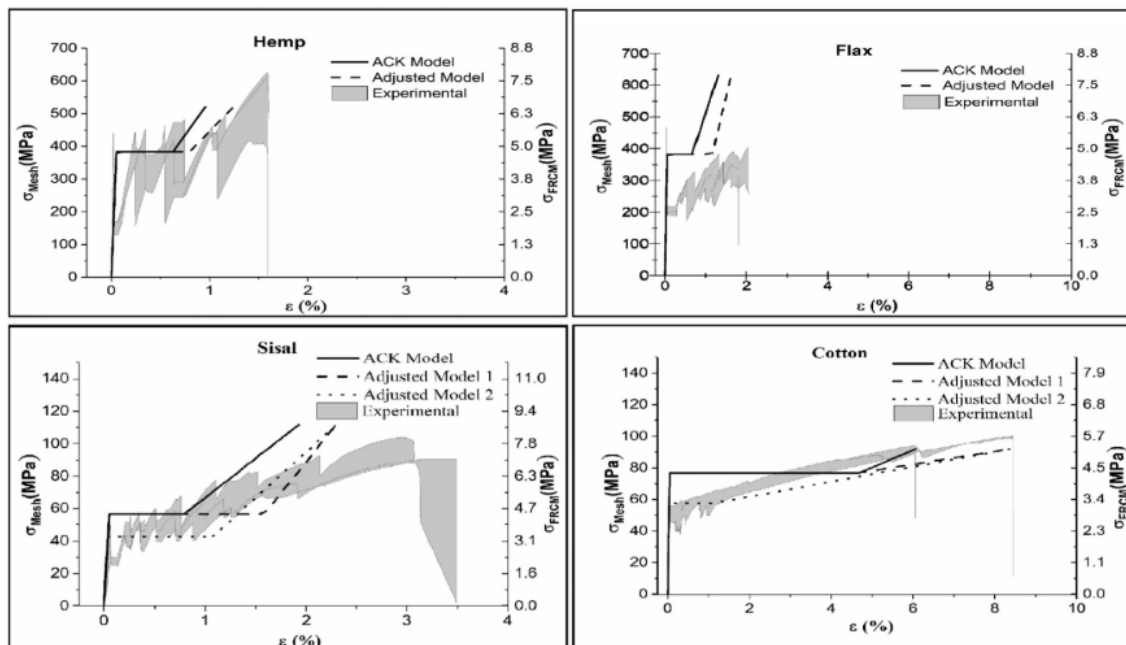 Hemp
ACK Model
Adjusted Model
Experimental
σMesh(MPa)
700
600
500
400
300
200
100
0
8.8
7.5
6.3
5.0
3.8
2.5
1.3
0.0
σFRCM(MPa)
0 1 2 3 4
ε (%)
Flax
ACK Model
Adjusted Model
Experimental
σMesh(MPa)
700
650
600
500
400
300
200
100
0
8.8
7.5
6.3
5.0
3.8
2.5
1.3
0.0
σFRCM(MPa)
0 2 4 6 8 10
ε (%)
Sisal
ACK Model
Adjusted Model 1
Adjusted Model 2
Experimental
σMesh(MPa)
140
120
100
80
60
40
20
0
11.0
9.4
7.9
6.3
4.7
3.1
1.6
0.0
σFRCM(MPa)
0 1 2 3 4
ε (%)
Cotton
ACK Model
Adjusted Model 1
Adjusted Model 2
Experimental
σMesh(MPa)
140
120
100
80
60
40
20
0
7.9
6.8
5.7
4.5
3.4
2.3
1.1
0.0
σFRCM(MPa)
0 2 4 6 8 10
ε (%)